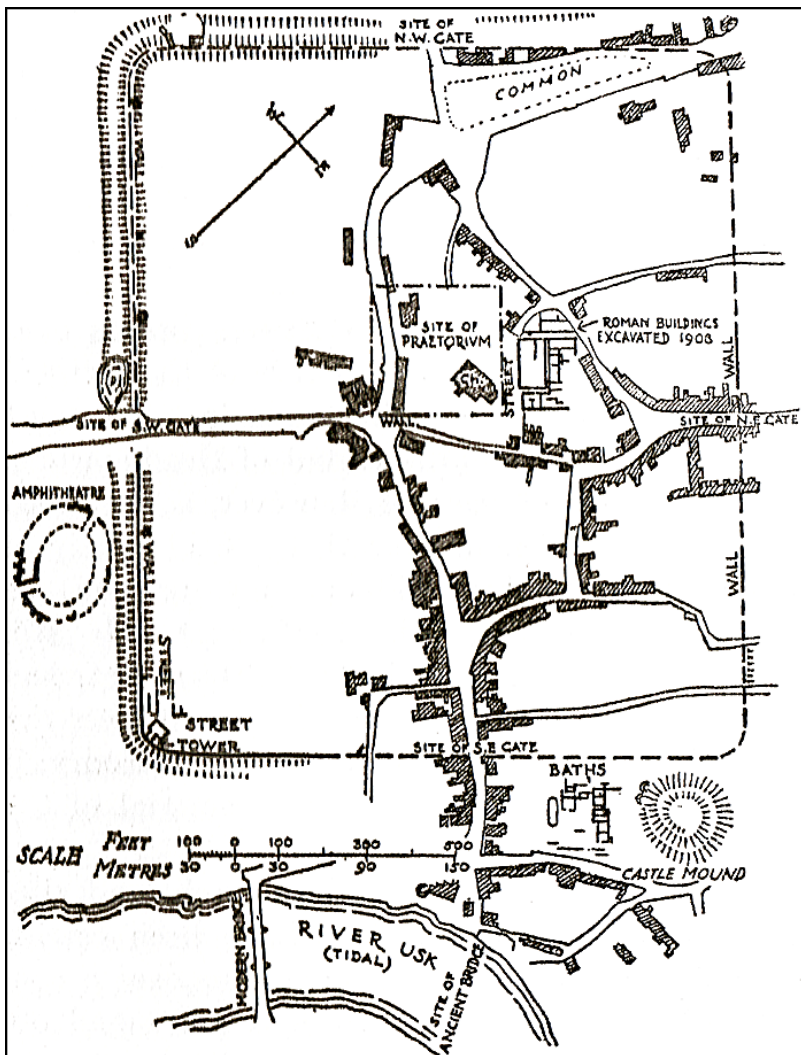 SITE OF
N.W. GATE
COMMON
N
E
S
SITE OF
PRAETORIVM
Ch.
STREET
ROMAN BUILDINGS
EXCAVATED 1908
WALL
SITE OF S.W. GATE
WALL
SITE OF N.E. GATE
AMPHITHEATRE
WALL
WALL
STREET
STREET
TOWER
SITE OF S.E. GATE
BATHS
CASTLE MOUND
SCALE
FEET
METRES
100 0 100 300 500
30 0 30 90 150
MODERN BRIDGE
RIVER USK
(TIDAL)
SITE OF
ANCIENT BRIDGE